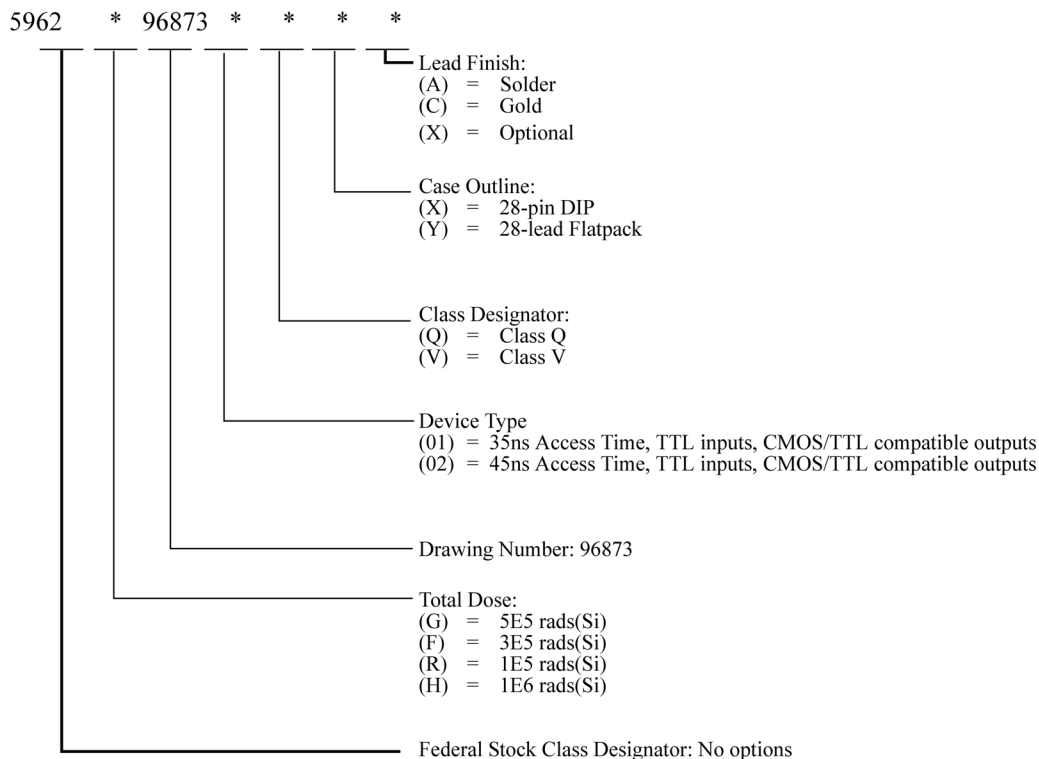 5962 * 96873 * * * *
Lead Finish:
(A) = Solder
(C) = Gold
(X) = Optional
Case Outline:
(X) = 28-pin DIP
(Y) = 28-lead Flatpack
Class Designator:
(Q) = Class Q
(V) = Class V
Device Type
(01) = 35ns Access Time, TTL inputs, CMOS/TTL compatible outputs
(02) = 45ns Access Time, TTL inputs, CMOS/TTL compatible outputs
Drawing Number: 96873
Total Dose:
(G) = 5E5 rads(Si)
(F) = 3E5 rads(Si)
(R) = 1E5 rads(Si)
(H) = 1E6 rads(Si)
Federal Stock Class Designator: No options